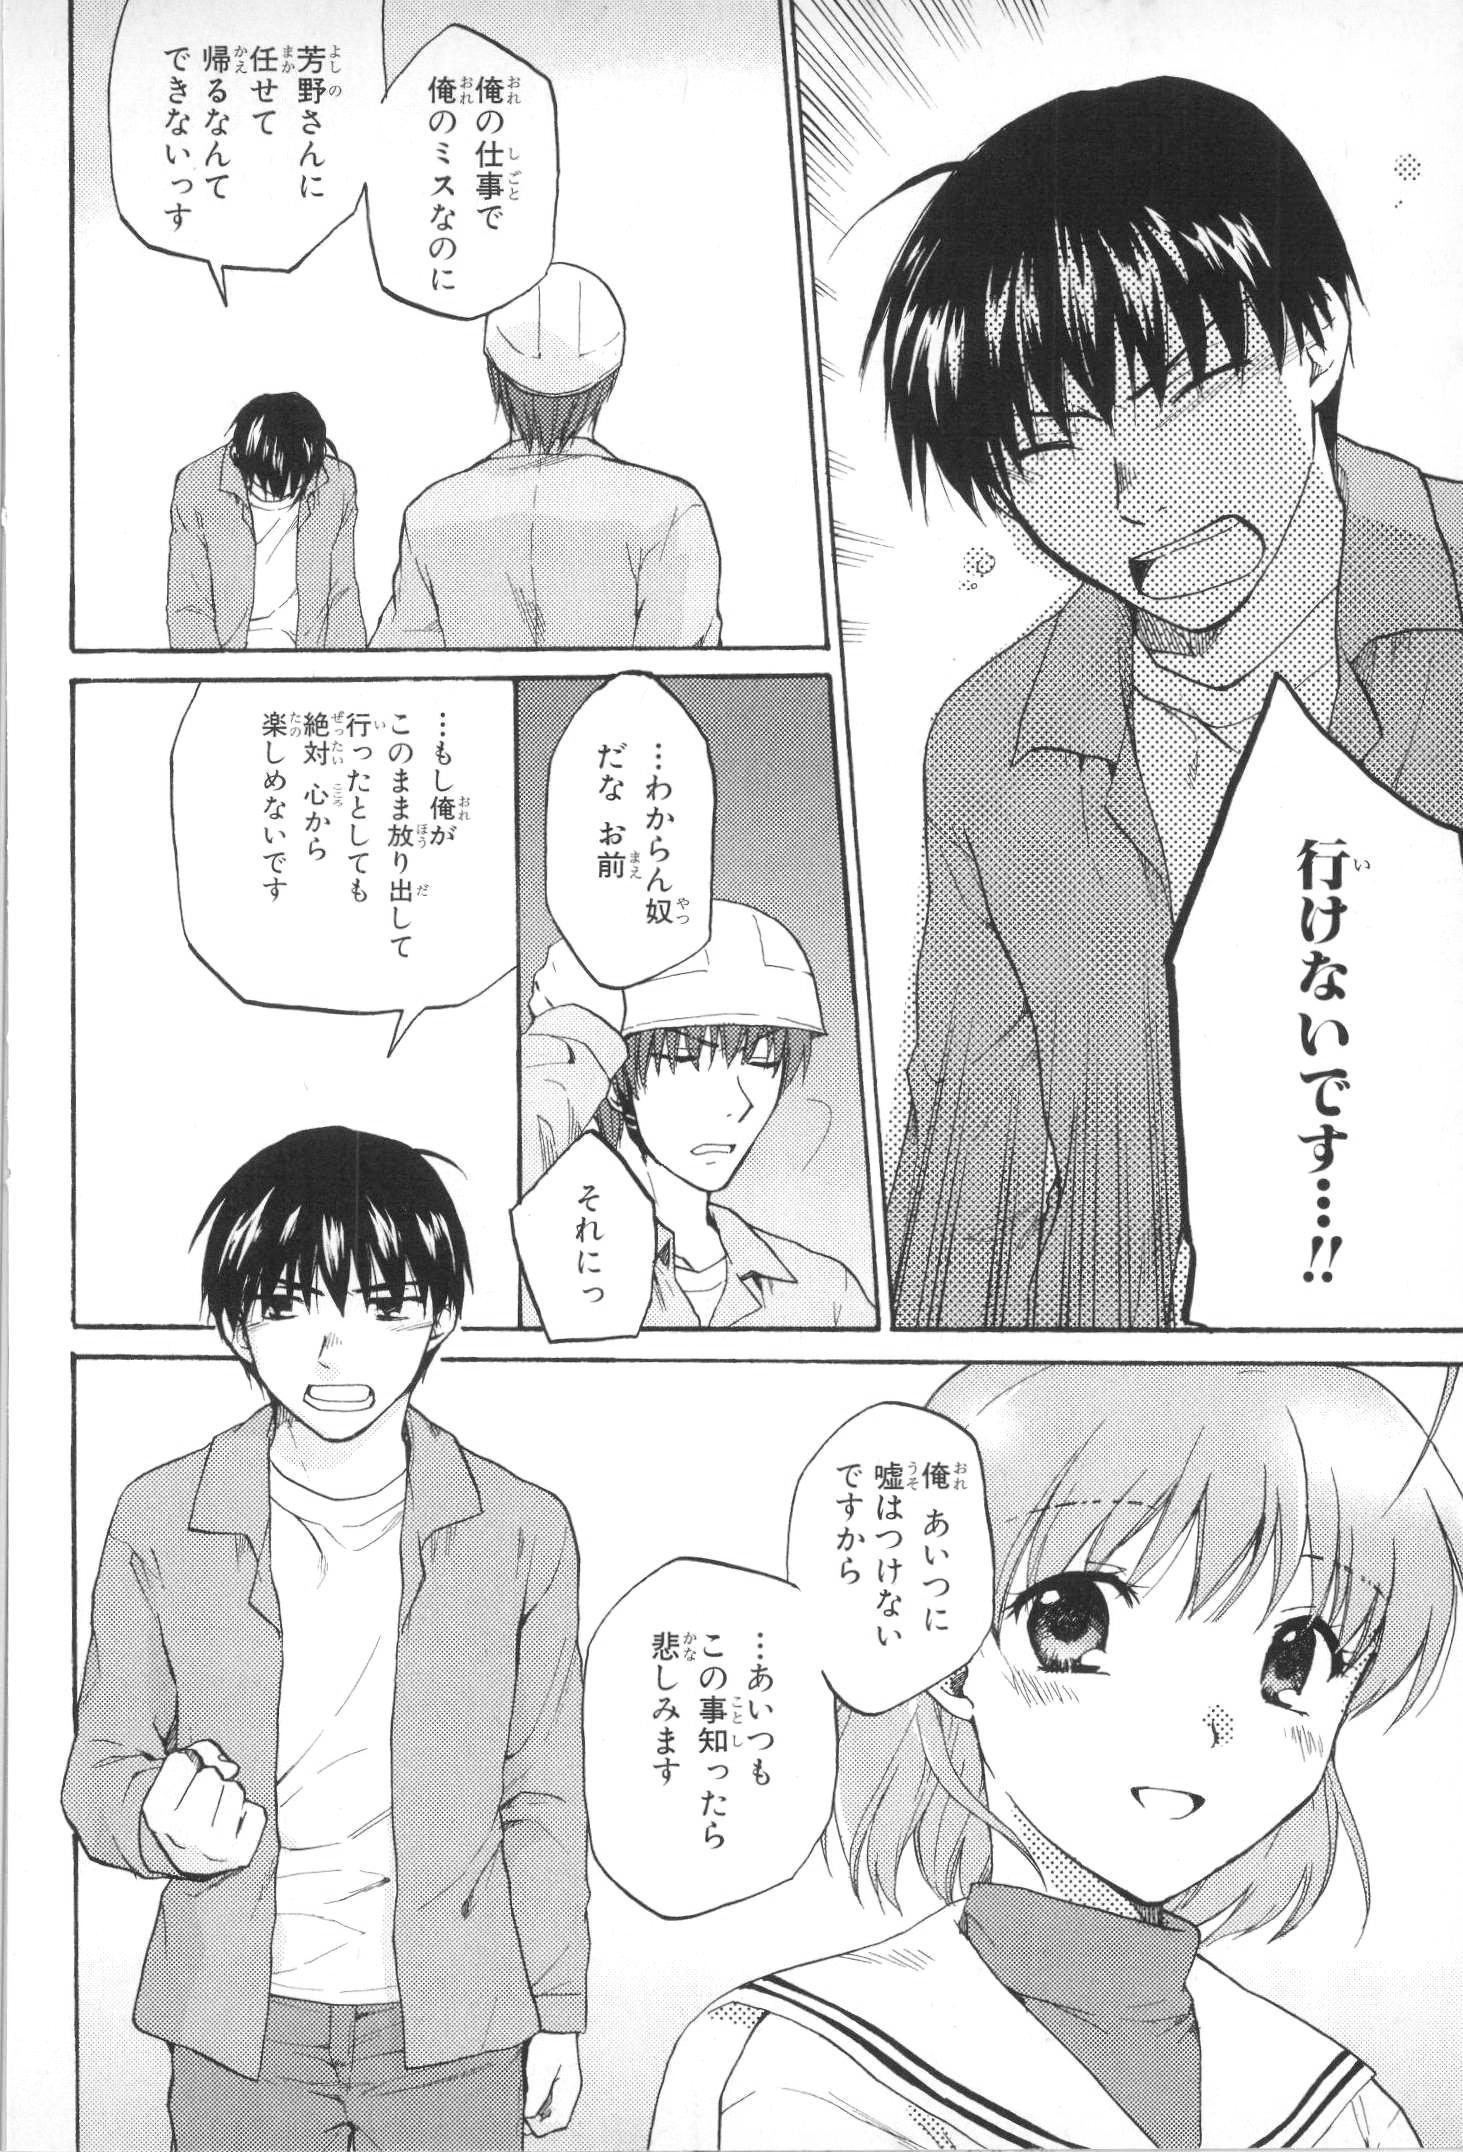 行けないです…!!
俺の仕事で
俺のミスなのに
芳野さんに
任せて
帰るなんて
できないっす
…わからん奴
だな お前
それにっ
…もし俺が
このまま放り出して
行ったとしても
絶対 心から
楽しめないです
俺 あいつに
嘘はつけない
ですから
…あいつも
この事知ったら
悲しみます